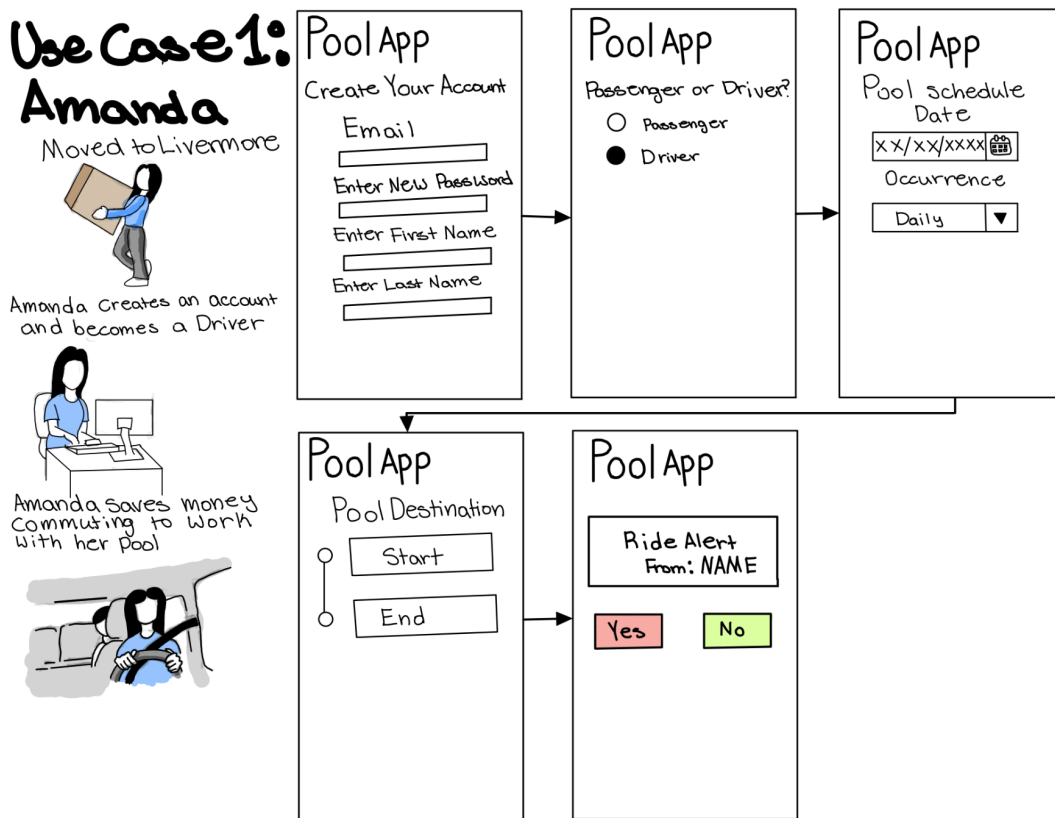 Use Case 1:
Amanda
Moved to Livermore
Amanda creates an account
and becomes a Driver
Amanda saves money
commuting to work
with her pool
Pool App
Create Your Account
Email
Enter New Password
Enter First Name
Enter Last Name
Pool App
Passenger or Driver?
Passenger
Driver
Pool App
Pool schedule
Date
xx/xx/xxxx
Occurrence
Daily
Pool App
Pool Destination
Start
End
Pool App
Ride Alert
From: NAME
Yes
No